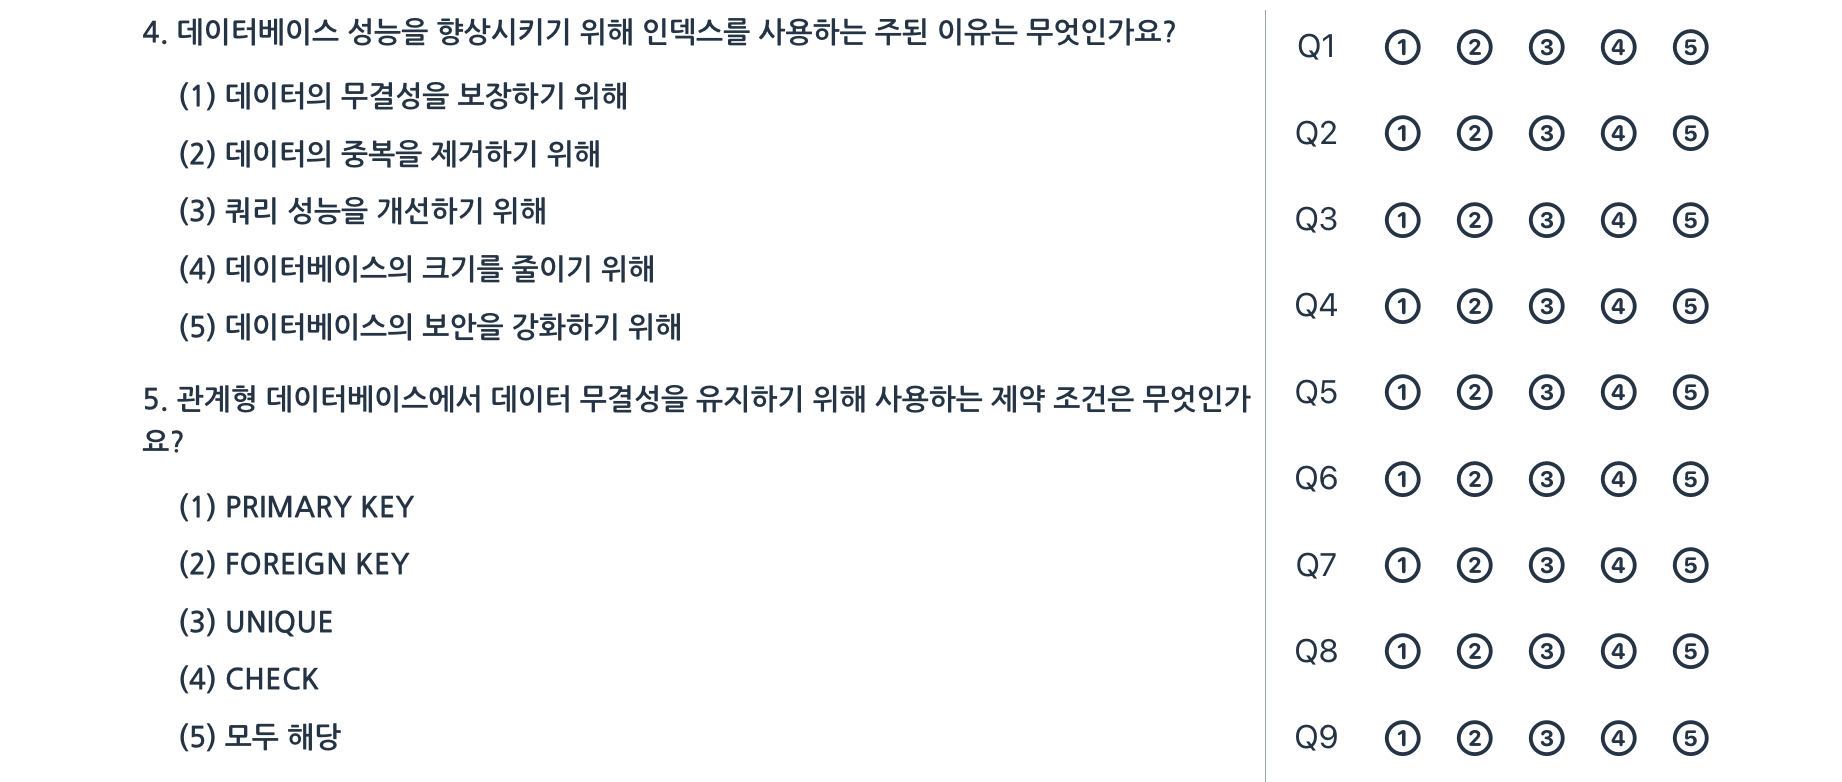 4. 데이터베이스 성능을 향상시키기 위해 인덱스를 사용하는 주된 이유는 무엇인가요?
(1) 데이터의 무결성을 보장하기 위해
(2) 데이터의 중복을 제거하기 위해
(3) 쿼리 성능을 개선하기 위해
(4) 데이터베이스의 크기를 줄이기 위해
(5) 데이터베이스의 보안을 강화하기 위해
5. 관계형 데이터베이스에서 데이터 무결성을 유지하기 위해 사용하는 제약 조건은 무엇인가
요?
(1) PRIMARY KEY
(2) FOREIGN KEY
(3) UNIQUE
(4) CHECK
(5) 모두 해당
Q1 ① ② ③ ④ ⑤
Q2 ① ② ③ ④ ⑤
Q3 ① ② ③ ④ ⑤
Q4 ① ② ③ ④ ⑤
Q5 ① ② ③ ④ ⑤
Q6 ① ② ③ ④ ⑤
Q7 ① ② ③ ④ ⑤
Q8 ① ② ③ ④ ⑤
Q9 ① ② ③ ④ ⑤